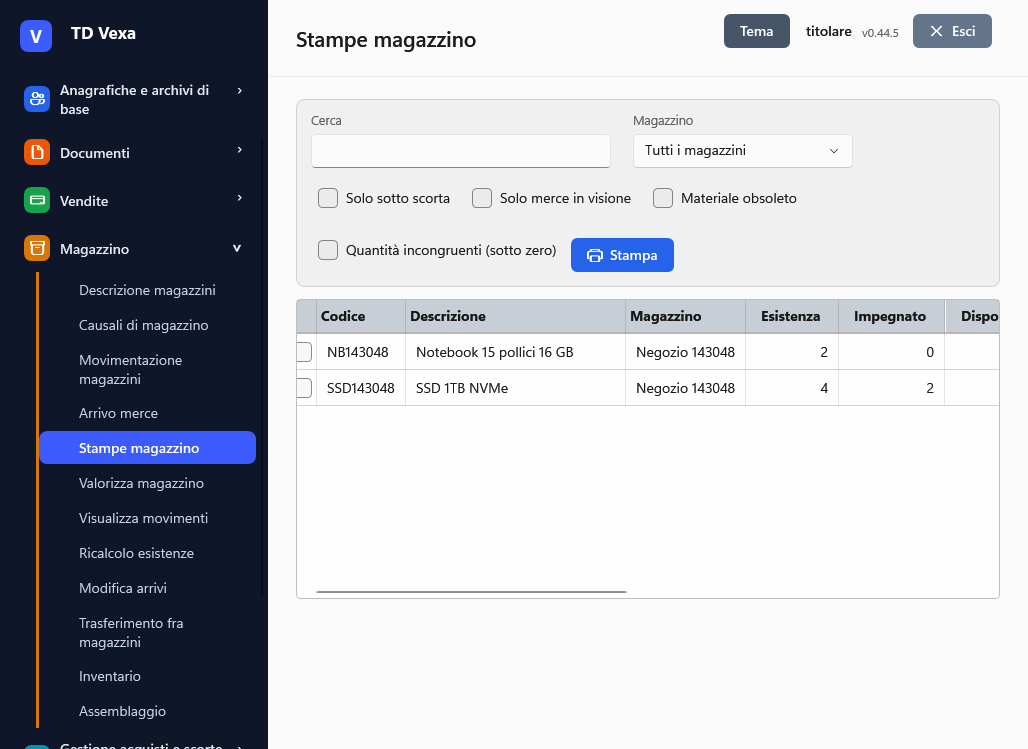 V
TD Vexa
Stampe magazzino
Tema
titolare
v0.44.5
Esci
Anagrafiche e archivi di
base
Documenti
Vendite
Magazzino
Descrizione magazzini
Causali di magazzino
Movimentazione
magazzini
Arrivo merce
Stampe magazzino
Valorizza magazzino
Visualizza movimenti
Ricalcolo esistenze
Modifica arrivi
Trasferimento fra
magazzini
Inventario
Assemblaggio
Gestione acquisti e scorte
Cerca
Magazzino
Tutti i magazzini
Solo sotto scorta
Solo merce in visione
Materiale obsoleto
Quantità incongruenti (sotto zero)
Stampa
Codice Descrizione Magazzino Esistenza Impegnato Dispo
NB143048 Notebook 15 pollici 16 GB Negozio 143048 2 0
SSD143048 SSD 1TB NVMe Negozio 143048 4 2